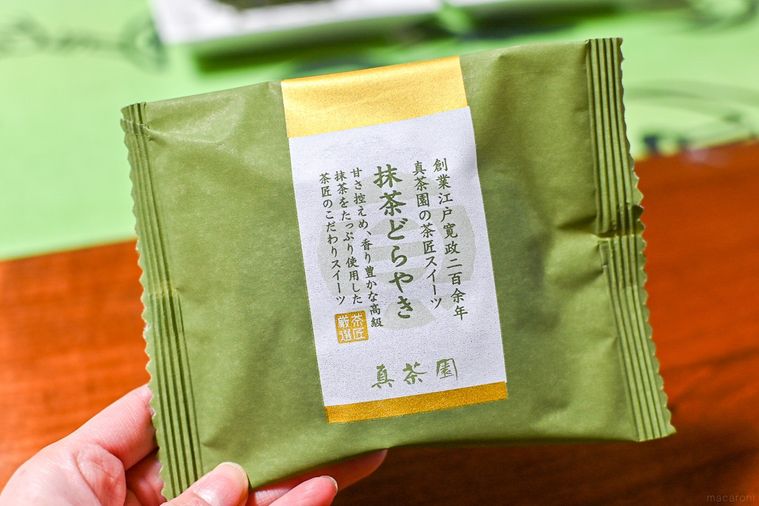 創業江戸寛政二百余年
真茶園の茶匠スイーツ
抹茶どらやき
甘さ控えめ、香り豊かな高級
抹茶をたっぷり使用した
茶匠のこだわりスイーツ
茶匠
厳選
真茶園
macaroni